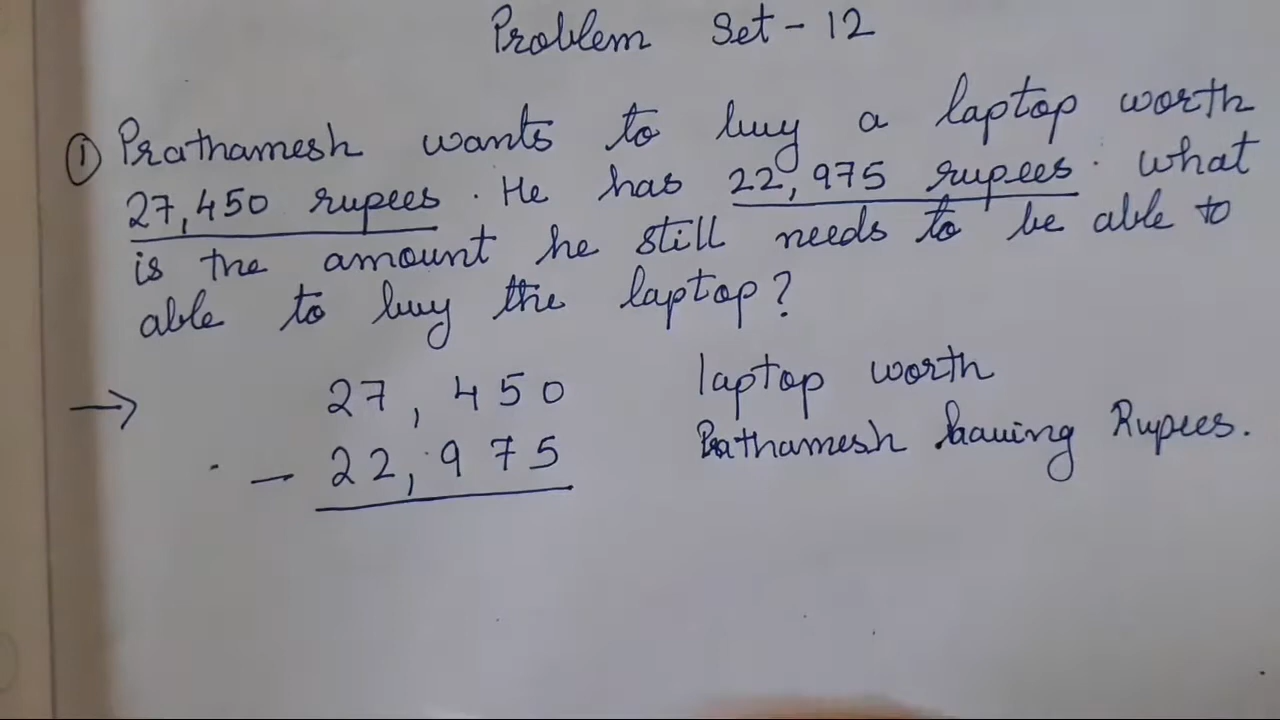 Problem Set - 12
① Prathamesh wants to buy a laptop worth
27,450 rupees. He has 22,975 rupees. what
is the amount he still needs to be able to
able to buy the laptop?
→ 27,450 laptop worth
- 22,975 Prathamesh having Rupees.